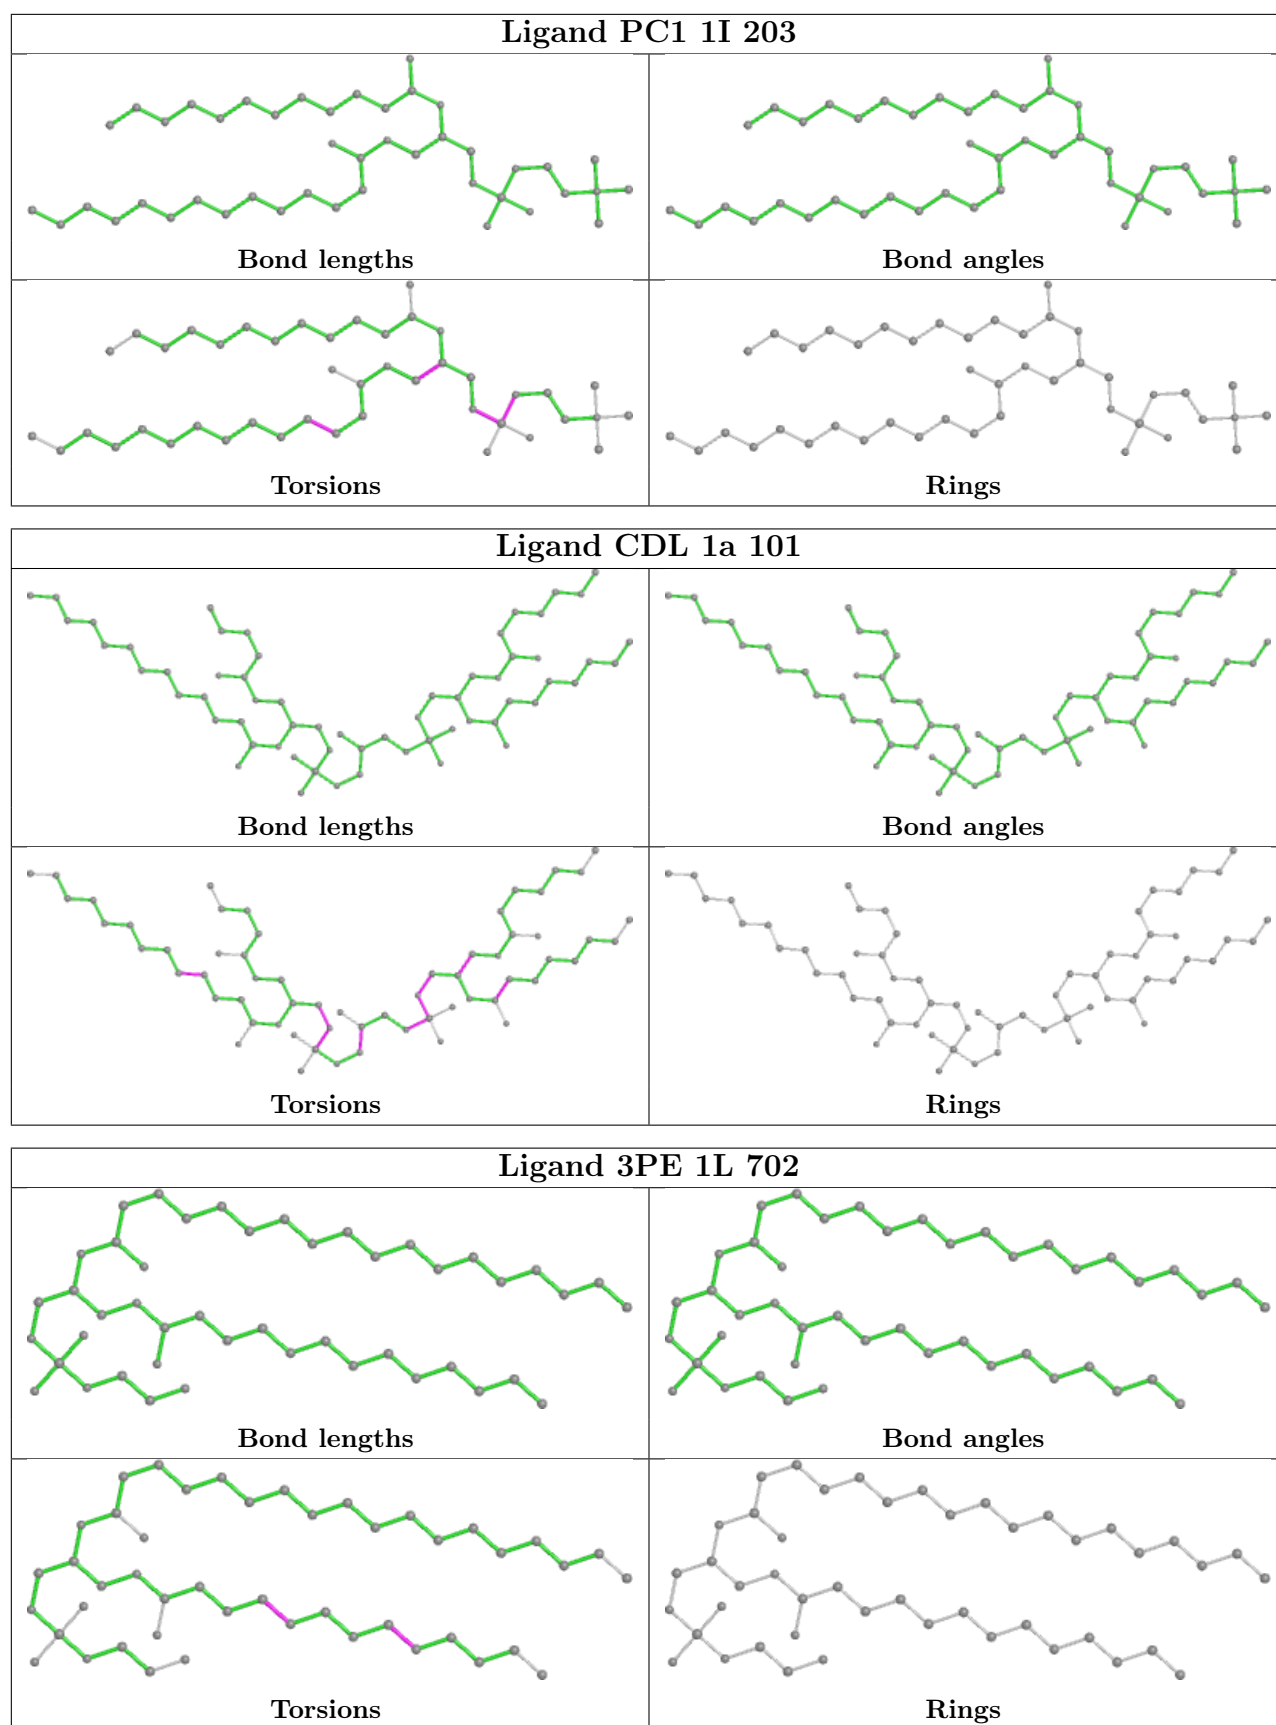 Ligand PC1 1I 203
Bond lengths
Bond angles
Torsions
Rings
Ligand CDL 1a 101
Bond lengths
Bond angles
Torsions
Rings
Ligand 3PE 1L 702
Bond lengths
Bond angles
Torsions
Rings